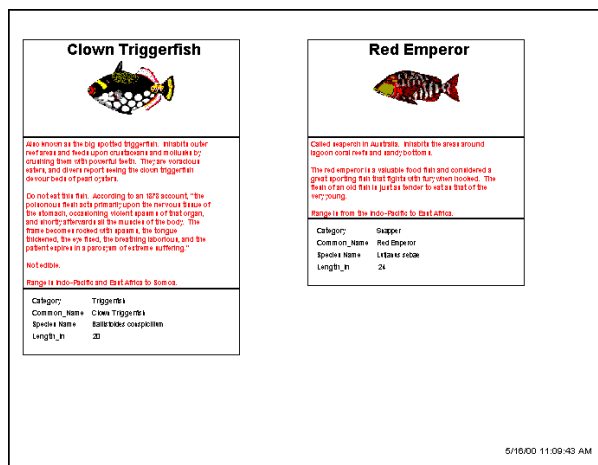 Clown Triggerfish
Also known as the big spotted triggerfish. Inhabits outer
reef areas and feeds upon crustaceans and mollusks by
crushing them with powerful teeth. They are voracious
eaters, and divers report seeing the clown triggerfish
devour beds of pearl oysters.
Do not eat this fish. According to an 1878 account, "the
poisonous flesh acts primarily upon the nervous tissue of
the stomach, occasioning violent spasms of that organ,
and shortly afterwards all the muscles of the body. The
frame becomes rocked with spasms, the tongue
thickened, the eye fixed, the breathing laborious, and the
patient expires in a paroxysm of extreme suffering."
Not edible.
Range is Indo-Pacific and East Africa to Somoa.
Category Triggerfish
Common_Name Clown Triggerfish
Species Name Ballistoides conspicillum
Length_In 20
Red Emperor
Called seaperch in Australia. Inhabits the areas around
lagoon coral reefs and sandy bottoms.
The red emperor is a valuable food fish and considered a
great sporting fish that fights with fury when hooked. The
flesh of an old fish is just as tender to eat as that of the
very young.
Range is from the Indo-Pacific to East Africa.
Category Snapper
Common_Name Red Emperor
Species Name Lutjanus sebae
Length_In 24
5/16/00 11:09:43 AM